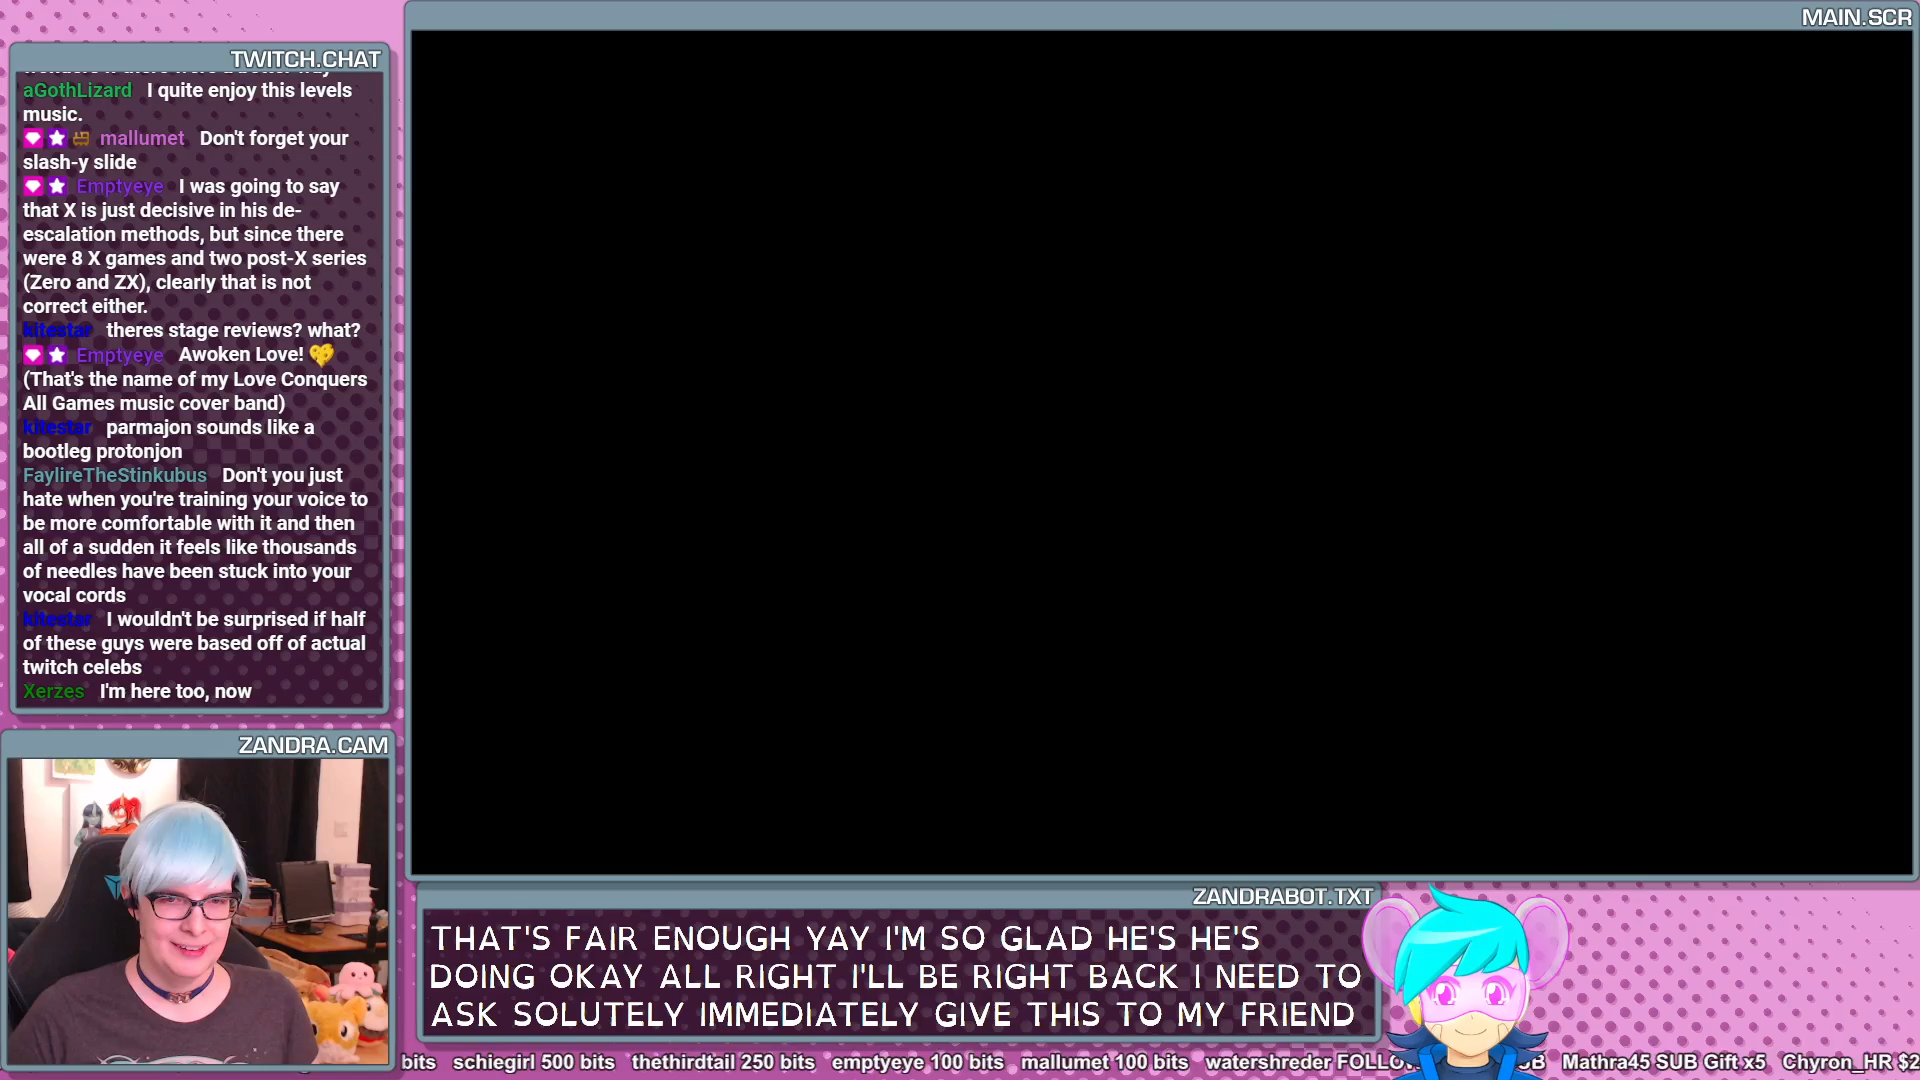 MAIN.SCR
TWITCH.CHAT
aGothLizard I quite enjoy this levels
music.
mallumet Don't forget your
slash-y slide
Emptyeye I was going to say
that X is just decisive in his de-
escalation methods, but since there
were 8 X games and two post-X series
(Zero and ZX), clearly that is not
correct either.
kitestar theres stage reviews? what?
Emptyeye Awoken Love!
(That's the name of my Love Conquers
All Games music cover band)
kitestar parmajon sounds like a
bootleg protonjon
FaylireTheStinkubus Don't you just
hate when you're training your voice to
be more comfortable with it and then
all of a sudden it feels like thousands
of needles have been stuck into your
vocal cords
kitestar I wouldn't be surprised if half
of these guys were based off of actual
twitch celebs
Xerzes I'm here too, now
ZANDRA.CAM
ZANDRABOT.TXT
THAT'S FAIR ENOUGH YAY I'M SO GLAD HE'S HE'S
DOING OKAY ALL RIGHT I'LL BE RIGHT BACK I NEED TO
ASK SOLUTELY IMMEDIATELY GIVE THIS TO MY FRIEND
bits schiegirl 500 bits thethirdtail 250 bits emptyeye 100 bits mallumet 100 bits watershreder Mathra45 SUB Gift x5 Chyron_HR $2